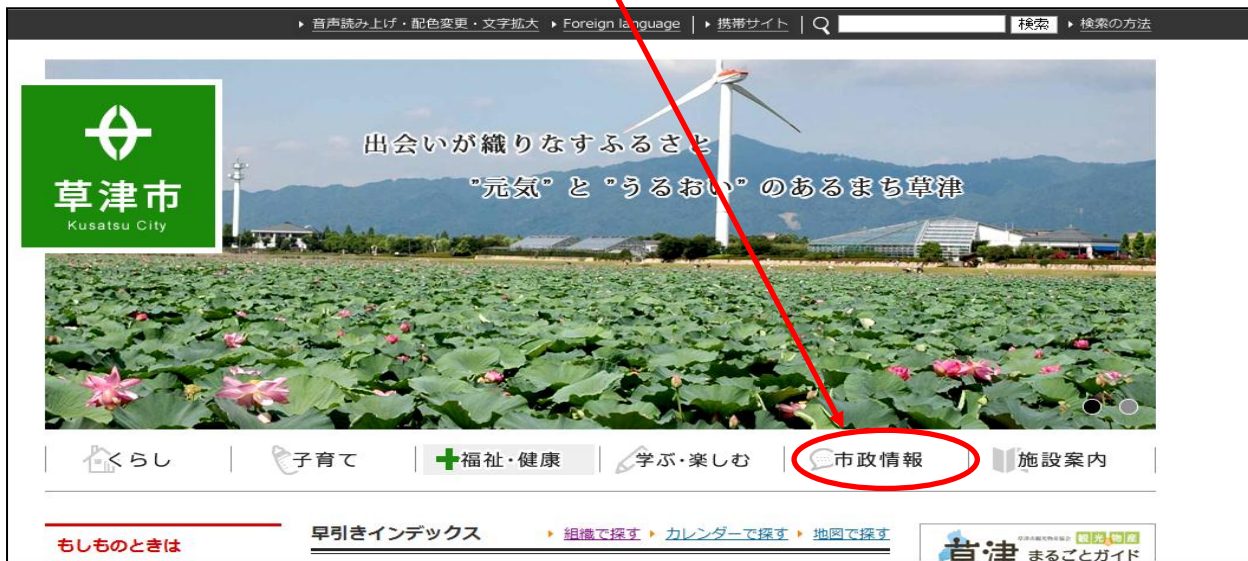 音声読み上げ・配色変更・文字拡大 Foreign language 携帯サイト 検索 検索の方法
草津市
Kusatsu City
出会いが織りなすふるさと
"元気" と "うるおい" のあるまち草津
くらし 子育て 福祉・健康 学ぶ・楽しむ 市政情報 施設案内
もしものときは
早引きインデックス 組織で探す カレンダーで探す 地図で探す
観光物産
草津 まるごとガイド